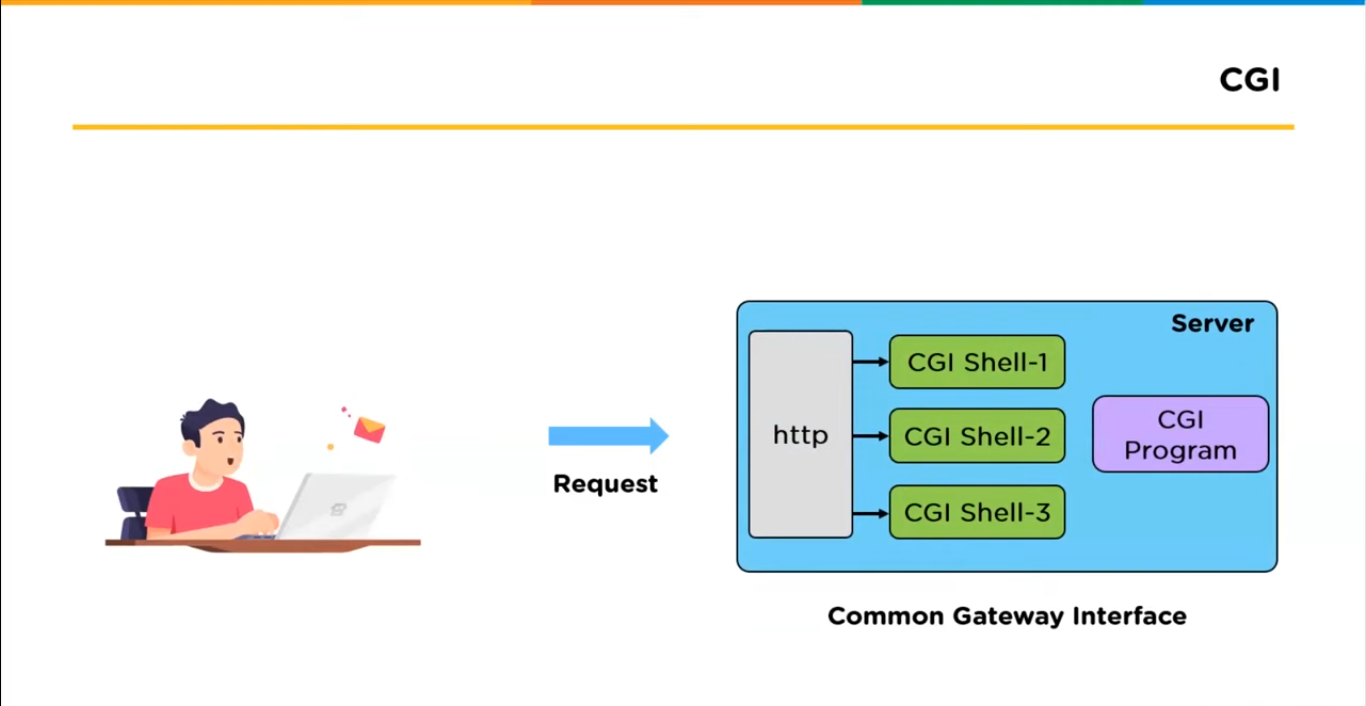 CGI
Server
http
CGI Shell-1
CGI Shell-2
CGI Shell-3
CGI
Program
Request
Common Gateway Interface